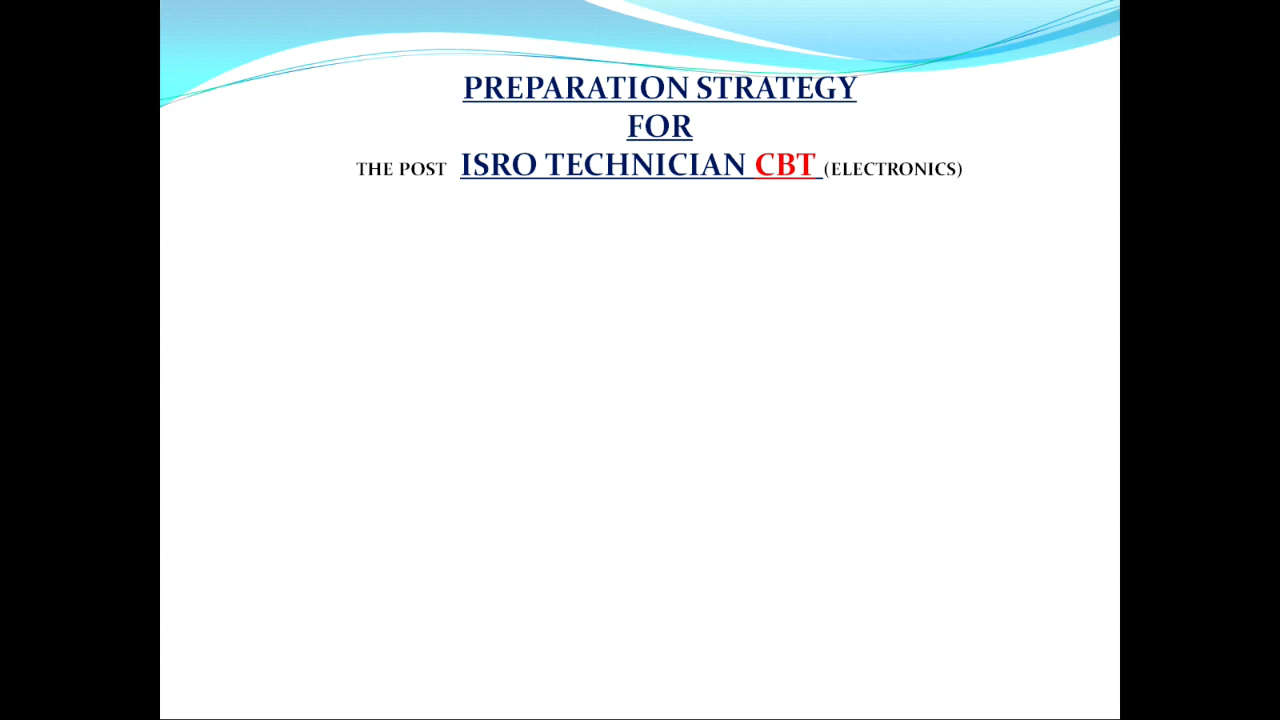 PREPARATION STRATEGY
FOR
THE POST ISRO TECHNICIAN CBT (ELECTRONICS)